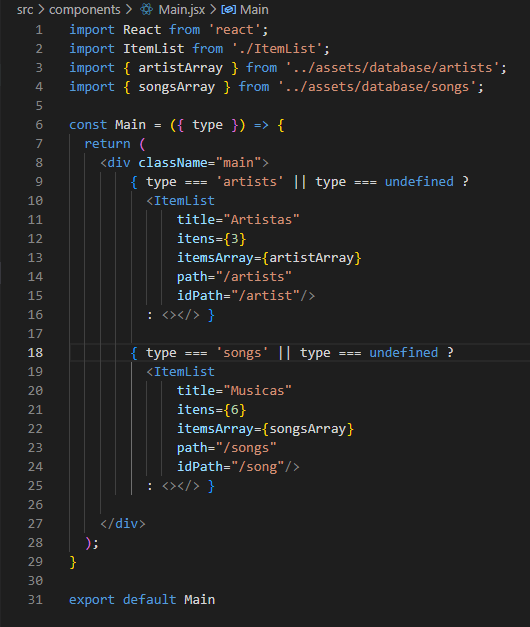 src > components > Main.jsx > Main
1 import React from 'react';
2 import ItemList from './ItemList';
3 import { artistArray } from '../assets/database/artists';
4 import { songsArray } from '../assets/database/songs';
5
6 const Main = ({ type }) => {
7   return (
8     <div className="main">
9         { type === 'artists' || type === undefined ?
10           <ItemList
11               title="Artistas"
12               itens={3}
13               itemsArray={artistArray}
14               path="/artists"
15               idPath="/artist"/>
16           : <></> }
17
18         { type === 'songs' || type === undefined ?
19           <ItemList
20               title="Musicas"
21               itens={6}
22               itemsArray={songsArray}
23               path="/songs"
24               idPath="/song"/>
25           : <></> }
26
27     </div>
28   );
29 }
30
31 export default Main